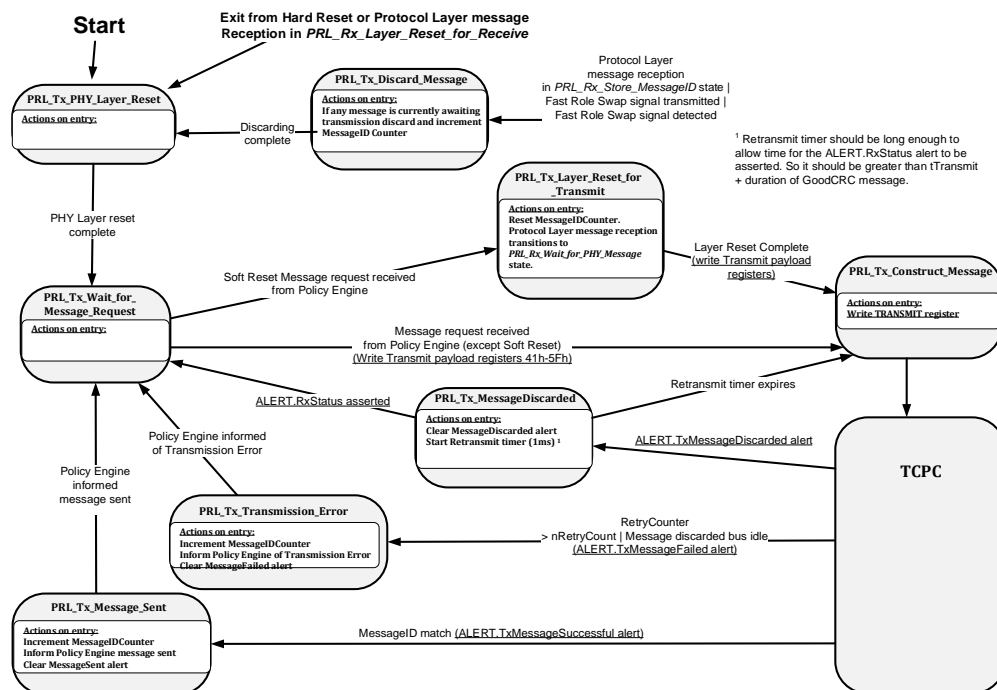 Start
Exit from Hard Reset or Protocol Layer message
Reception in PRL_Rx_Layer_Reset_for_Receive
PRL_Tx_PHY_Layer_Reset
Actions on entry:
PRL_Tx_Discard_Message
Actions on entry:
If any message is currently awaiting
transmission discard and increment
MessageID Counter
Discarding
complete
Protocol Layer
message reception
in PRL_Rx_Store_MessageID state |
Fast Role Swap signal transmitted |
Fast Role Swap signal detected
¹ Retransmit timer should be long enough to
allow time for the ALERT.RxStatus alert to be
asserted. So it should be greater than tTransmit
+ duration of GoodCRC message.
PHY Layer reset
complete
PRL_Tx_Layer_Reset_for
_Transmit
Actions on entry:
Reset MessageIDCounter.
Protocol Layer message reception
transitions to
PRL_Rx_Wait_for_PHY_Message
state.
Layer Reset Complete
(write Transmit payload
registers)
Soft Reset Message request received
from Policy Engine
PRL_Tx_Construct_Message
Actions on entry:
Write TRANSMIT register
PRL_Tx_Wait_for_
Message_Request
Actions on entry:
Message request received
from Policy Engine (except Soft Reset)
(Write Transmit payload registers 41h-5Fh)
ALERT.RxStatus asserted
PRL_Tx_MessageDiscarded
Actions on entry:
Clear MessageDiscarded alert
Start Retransmit timer (1ms) ¹
Retransmit timer expires
ALERT.TxMessageDiscarded alert
TCPC
Policy Engine informed
of Transmission Error
Policy Engine
informed
message sent
PRL_Tx_Transmission_Error
Actions on entry:
Increment MessageIDCounter
Inform Policy Engine of Transmission Error
Clear MessageFailed alert
RetryCounter
> nRetryCount | Message discarded bus idle
(ALERT.TxMessageFailed alert)
PRL_Tx_Message_Sent
Actions on entry:
Increment MessageIDCounter
Inform Policy Engine message sent
Clear MessageSent alert
MessageID match (ALERT.TxMessageSuccessful alert)